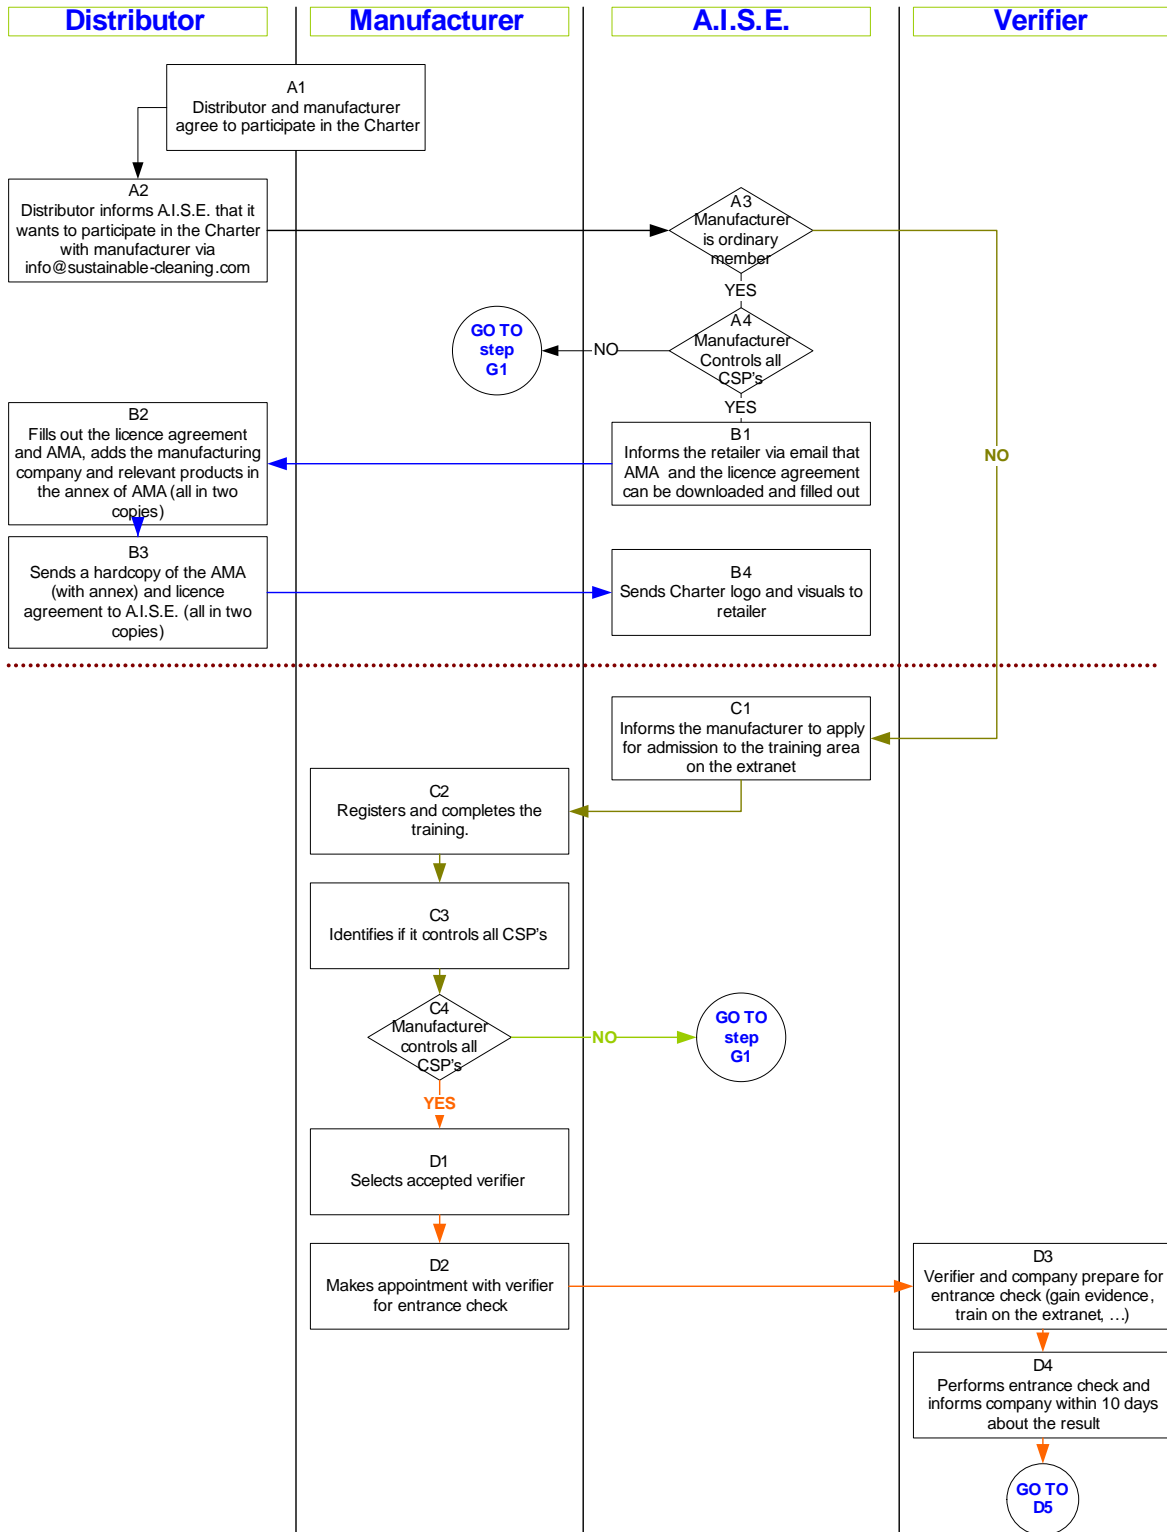 Distributor
Manufacturer
A.I.S.E.
Verifier
A1
Distributor and manufacturer
agree to participate in the Charter
A2
Distributor informs A.I.S.E. that it
wants to participate in the Charter
with manufacturer via
info@sustainable-cleaning.com
A3
Manufacturer
is ordinary
member
YES
A4
Manufacturer
Controls all
CSP's
NO
GO TO
step
G1
YES
NO
B1
Informs the retailer via email that
AMA and the licence agreement
can be downloaded and filled out
B2
Fills out the licence agreement
and AMA, adds the manufacturing
company and relevant products in
the annex of AMA (all in two
copies)
B3
Sends a hardcopy of the AMA
(with annex) and licence
agreement to A.I.S.E. (all in two
copies)
B4
Sends Charter logo and visuals to
retailer
C1
Informs the manufacturer to apply
for admission to the training area
on the extranet
C2
Registers and completes the
training.
C3
Identifies if it controls all CSP's
C4
Manufacturer
controls all
CSP's
NO
GO TO
step
G1
YES
D1
Selects accepted verifier
D2
Makes appointment with verifier
for entrance check
D3
Verifier and company prepare for
entrance check (gain evidence,
train on the extranet, …)
D4
Performs entrance check and
informs company within 10 days
about the result
GO TO
D5